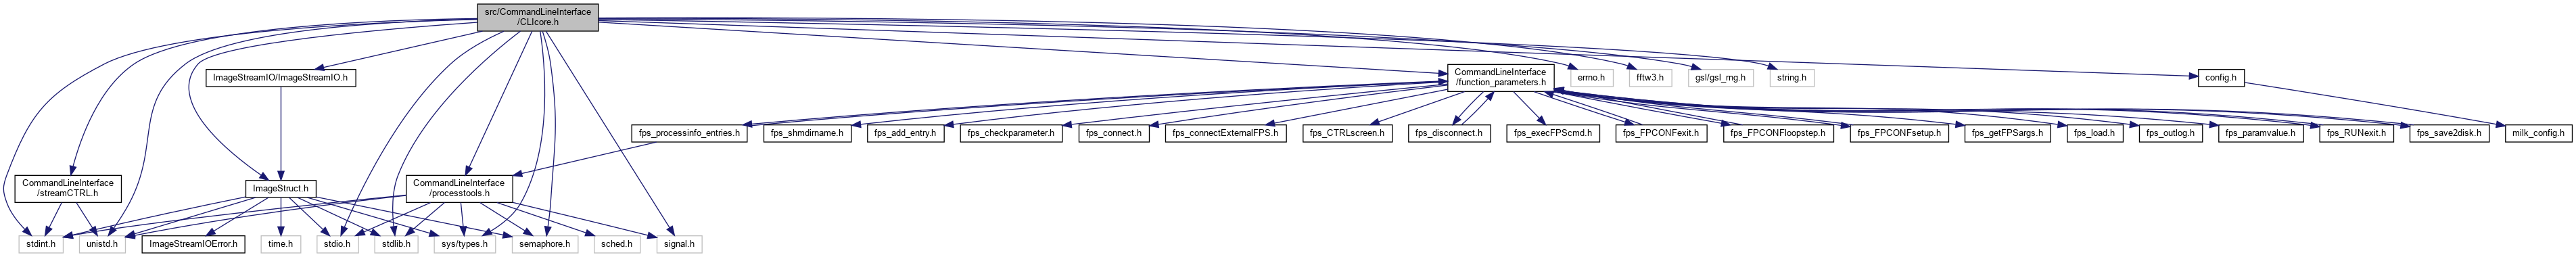 src/CommandLineInterface
/CLIcore.h
ImageStreamIO/ImageStreamIO.h
CommandLineInterface
/function_parameters.h
errno.h
fftw3.h
gsl/gsl_rng.h
string.h
config.h
fps_processinfo_entries.h
fps_shmdirname.h
fps_add_entry.h
fps_checkparameter.h
fps_connect.h
fps_connectExternalFPS.h
fps_CTRLscreen.h
fps_disconnect.h
fps_execFPScmd.h
fps_FPCONFexit.h
fps_FPCONFloopstep.h
fps_FPCONFsetup.h
fps_getFPSargs.h
fps_load.h
fps_outlog.h
fps_paramvalue.h
fps_RUNexit.h
fps_save2disk.h
milk_config.h
CommandLineInterface
/streamCTRL.h
ImageStruct.h
CommandLineInterface
/processtools.h
stdint.h
unistd.h
ImageStreamIOError.h
time.h
stdio.h
stdlib.h
sys/types.h
semaphore.h
sched.h
signal.h